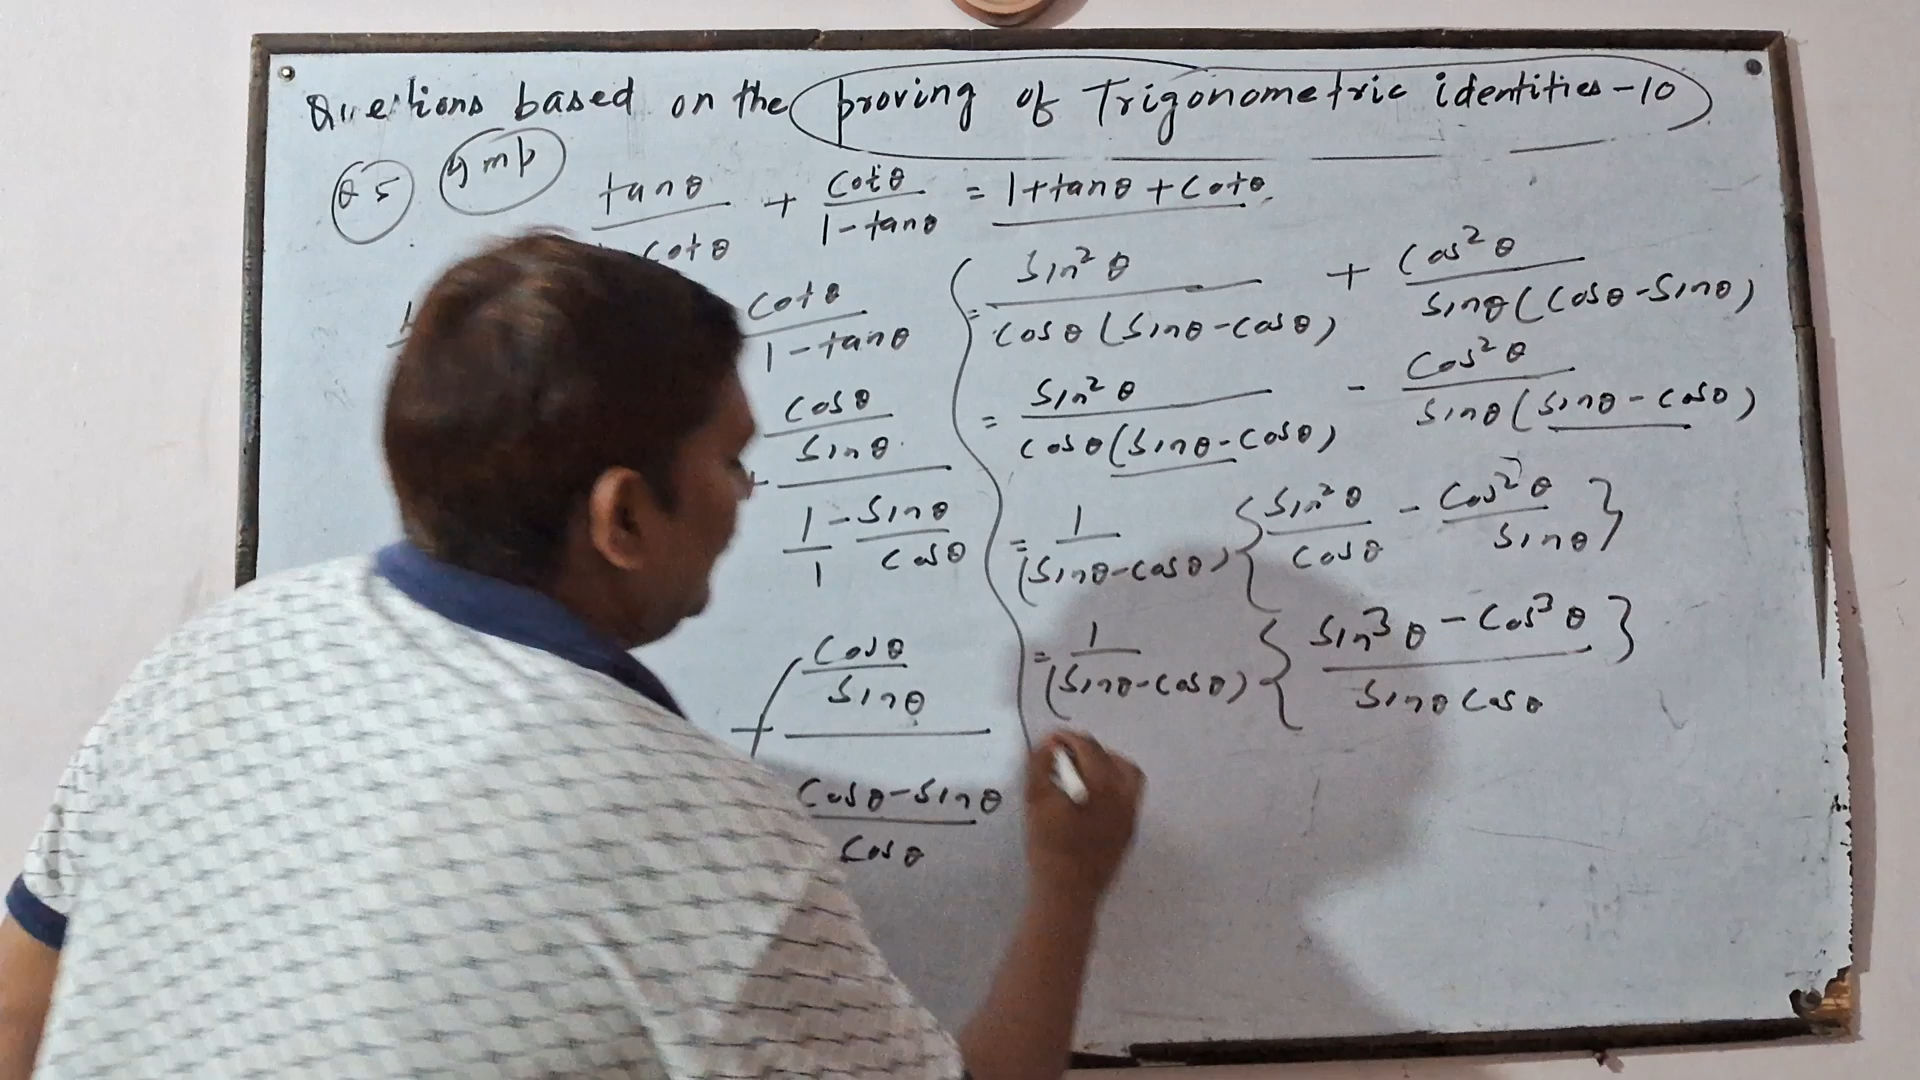 Questions based on the proving of Trigonometric identities-10
Q5 Imp
tanθ / cotθ + cotθ / 1-tanθ = 1+tanθ+cotθ
cotθ / 1-tanθ
cosθ / sinθ
+
1/1 - sinθ / cosθ
+ cosθ / sinθ
cosθ-sinθ / cosθ
= sin²θ / cosθ(sinθ-cosθ) + cos²θ / sinθ(cosθ-sinθ)
= sin²θ / cosθ(sinθ-cosθ) - cos²θ / sinθ(sinθ-cosθ)
= 1 / (sinθ-cosθ) { sin²θ / cosθ - cos²θ / sinθ }
= 1 / (sinθ-cosθ) { sin³θ-cos³θ / sinθcosθ }